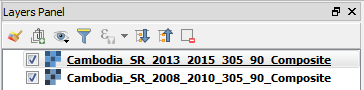 Layers Panel
Cambodia_SR_2013_2015_305_90_Composite
Cambodia_SR_2008_2010_305_90_Composite